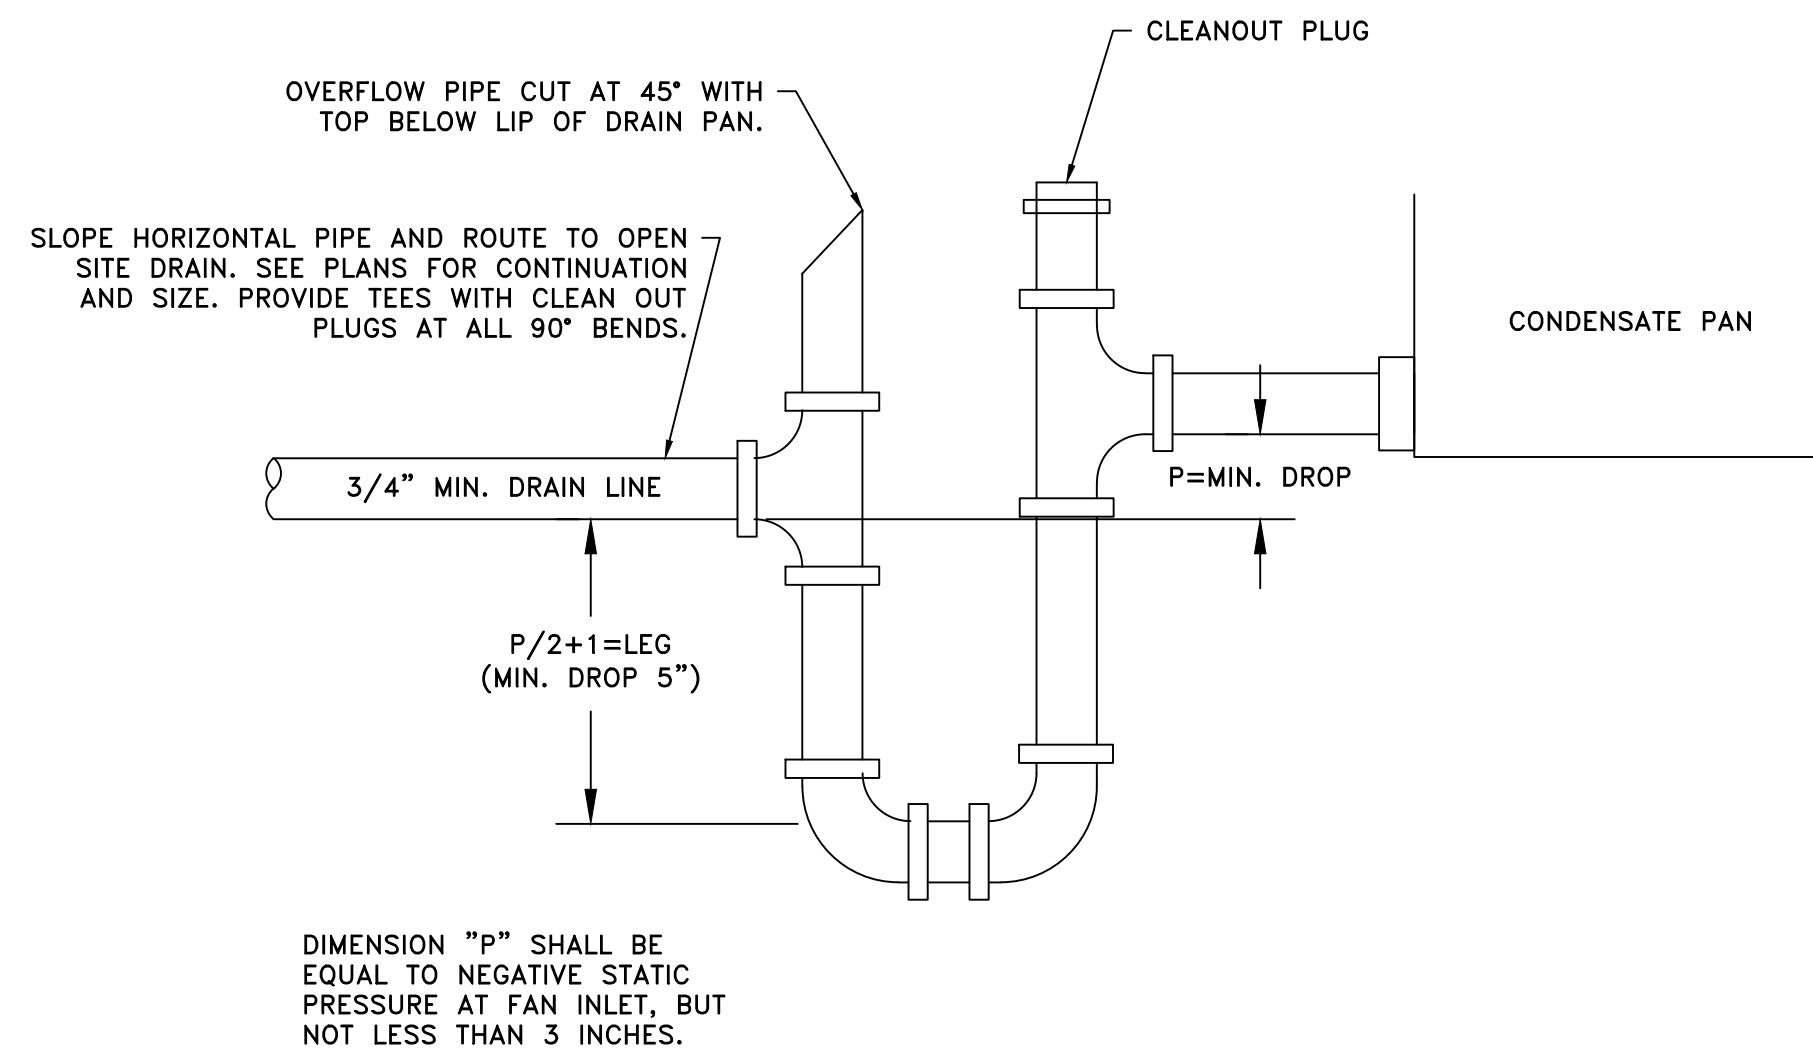 CLEANOUT PLUG
OVERFLOW PIPE CUT AT 45° WITH
TOP BELOW LIP OF DRAIN PAN.
SLOPE HORIZONTAL PIPE AND ROUTE TO OPEN
SITE DRAIN. SEE PLANS FOR CONTINUATION
AND SIZE. PROVIDE TEES WITH CLEAN OUT
PLUGS AT ALL 90° BENDS.
CONDENSATE PAN
3/4" MIN. DRAIN LINE
P=MIN. DROP
P/2+1=LEG
(MIN. DROP 5")
DIMENSION "P" SHALL BE
EQUAL TO NEGATIVE STATIC
PRESSURE AT FAN INLET, BUT
NOT LESS THAN 3 INCHES.